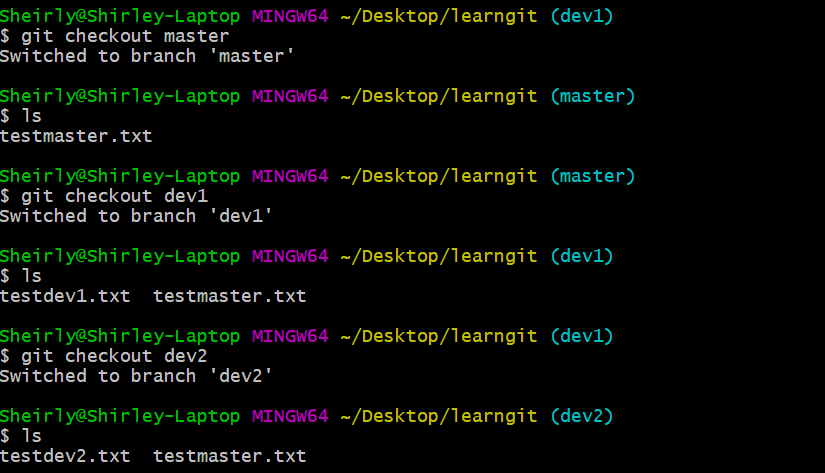 Sheirly@Shirley-Laptop MINGW64 ~/Desktop/learngit (dev1)
$ git checkout master
Switched to branch 'master'
Sheirly@Shirley-Laptop MINGW64 ~/Desktop/learngit (master)
$ ls
testmaster.txt
Sheirly@Shirley-Laptop MINGW64 ~/Desktop/learngit (master)
$ git checkout dev1
Switched to branch 'dev1'
Sheirly@Shirley-Laptop MINGW64 ~/Desktop/learngit (dev1)
$ ls
testdev1.txt  testmaster.txt
Sheirly@Shirley-Laptop MINGW64 ~/Desktop/learngit (dev1)
$ git checkout dev2
Switched to branch 'dev2'
Sheirly@Shirley-Laptop MINGW64 ~/Desktop/learngit (dev2)
$ ls
testdev2.txt  testmaster.txt